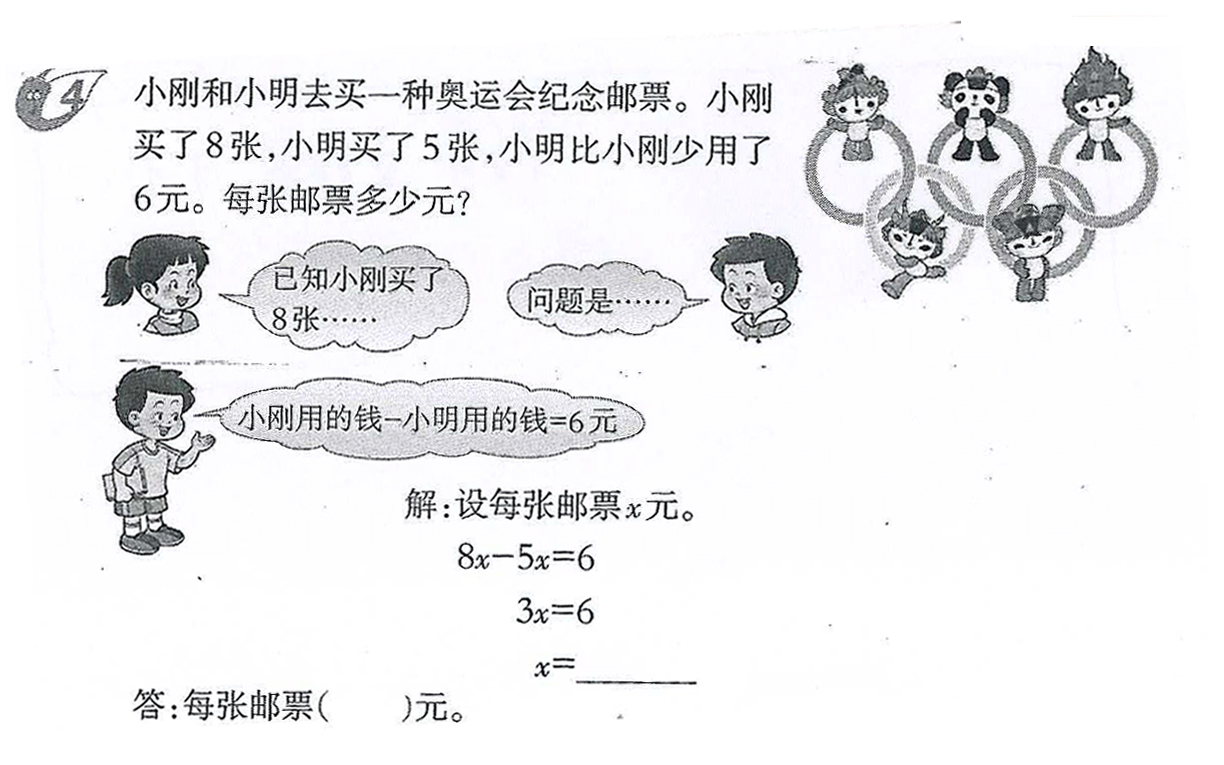 4
小刚和小明去买一种奥运会纪念邮票。小刚
买了8张,小明买了5张,小明比小刚少用了
6元。每张邮票多少元?
已知小刚买了
8张……
问题是……
小刚用的钱-小明用的钱=6元
解:设每张邮票x元。
8x-5x=6
3x=6
x=______
答:每张邮票(    )元。